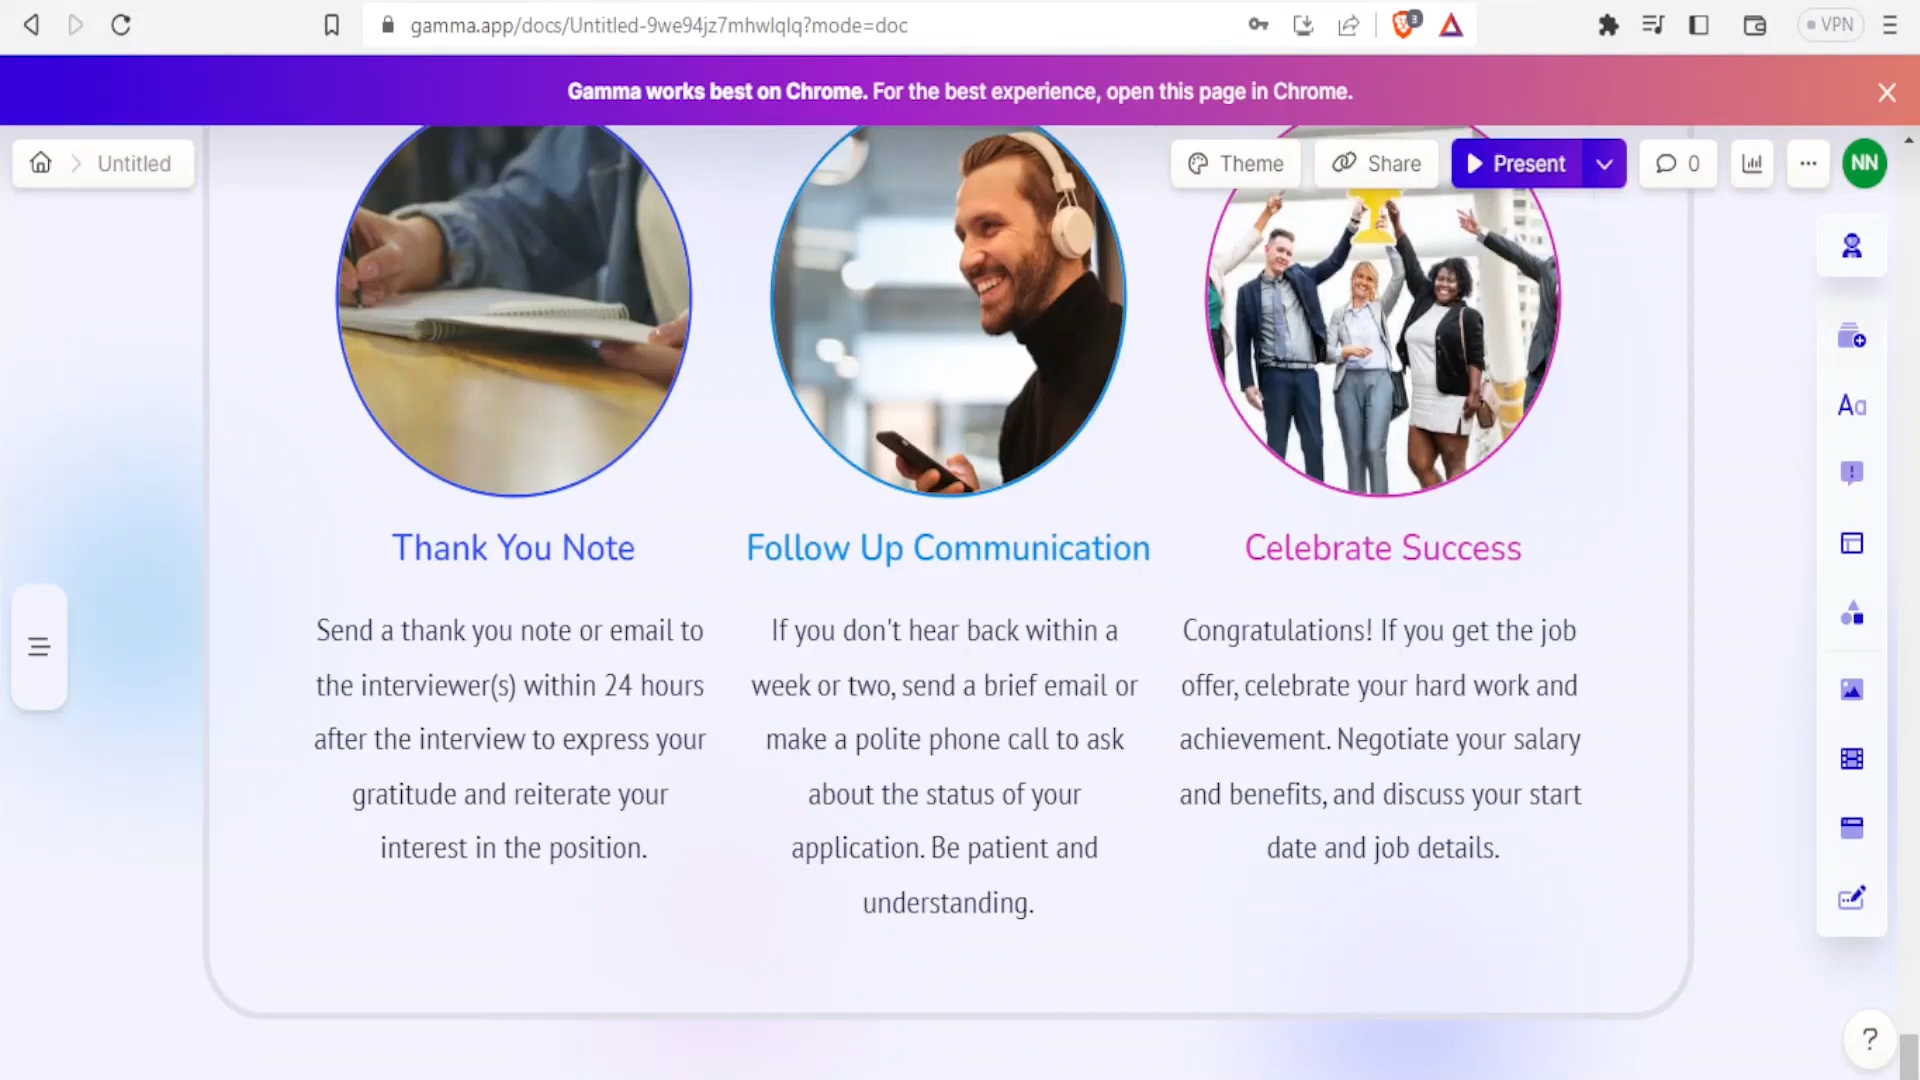 gamma.app/docs/Untitled-9we94jz7mhwlqlq?mode=doc
3
VPN
Gamma works best on Chrome. For the best experience, open this page in Chrome.
Untitled
Theme
Share
Present
0
NN
Aa
Thank You Note
Send a thank you note or email to
the interviewer(s) within 24 hours
after the interview to express your
gratitude and reiterate your
interest in the position.
Follow Up Communication
If you don't hear back within a
week or two, send a brief email or
make a polite phone call to ask
about the status of your
application. Be patient and
understanding.
Celebrate Success
Congratulations! If you get the job
offer, celebrate your hard work and
achievement. Negotiate your salary
and benefits, and discuss your start
date and job details.
?